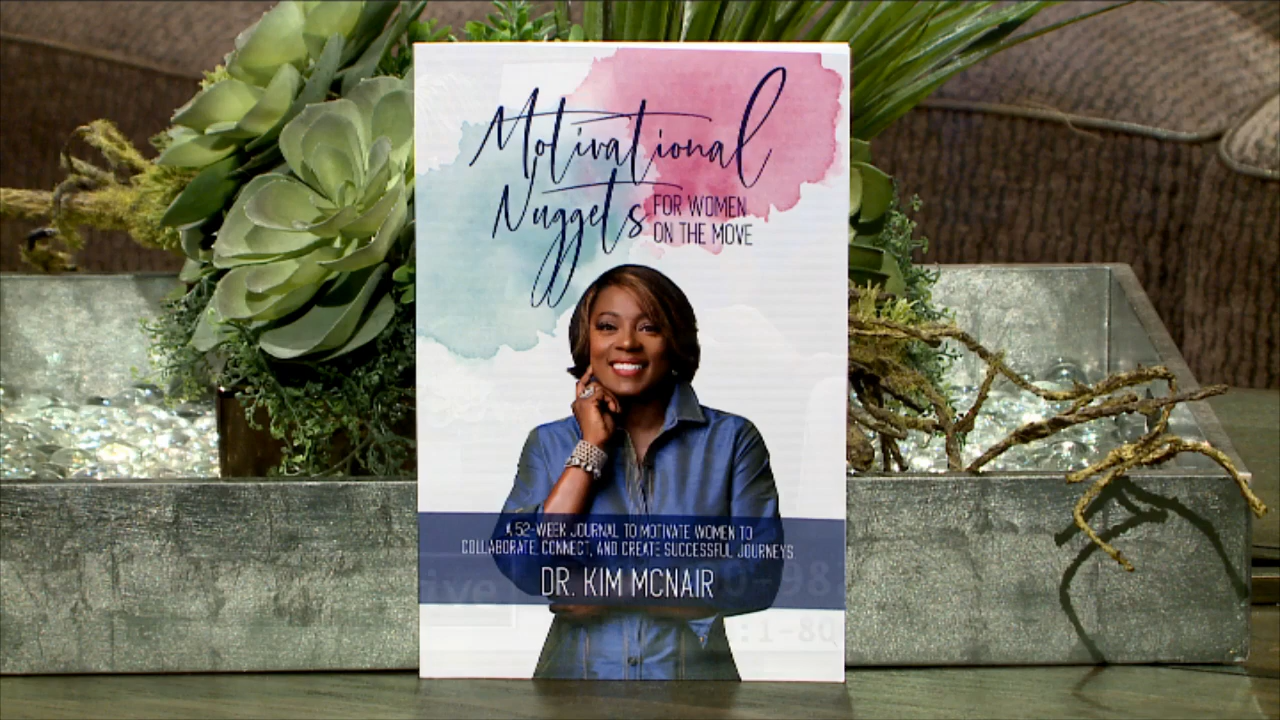 Motivational
Nuggets
FOR WOMEN
ON THE MOVE
A 52-WEEK JOURNAL TO MOTIVATE WOMEN TO
COLLABORATE, CONNECT, AND CREATE SUCCESSFUL JOURNEYS
DR. KIM MCNAIR